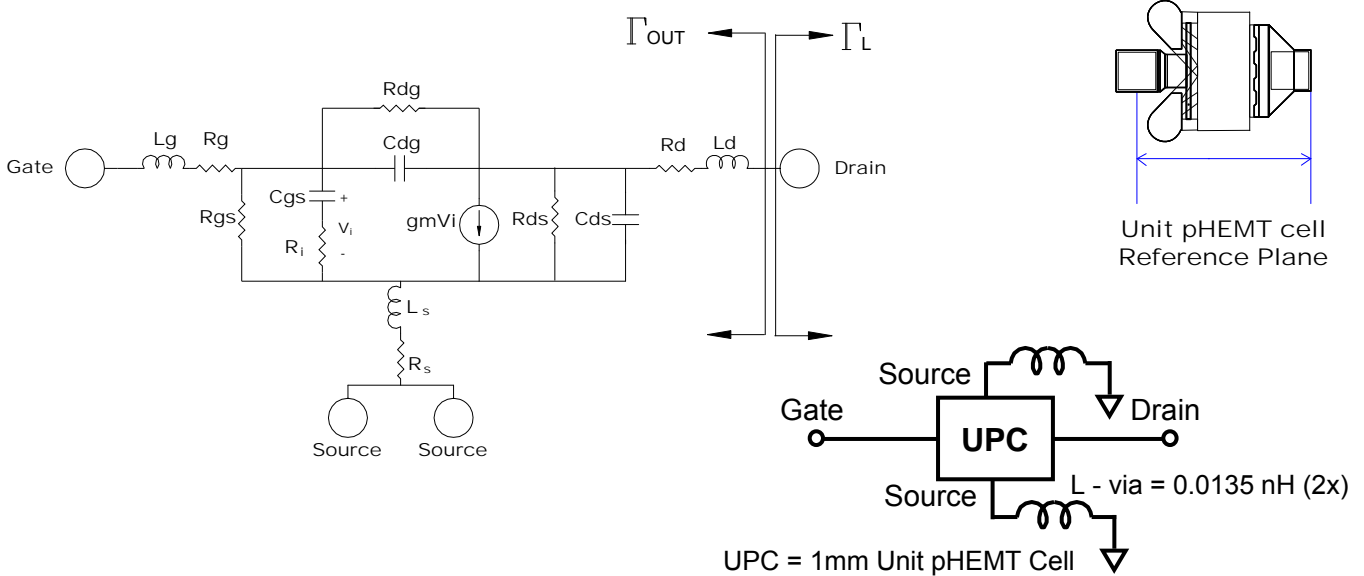 ΓOUT
ΓL
Rdg
Lg
Rg
Cdg
Rd
Ld
Gate
Drain
Cgs
+
Rgs
Vi
gmVi
Rds
Cds
Ri
-
Ls
Rs
Source
Source
Unit pHEMT cell
Reference Plane
Source
Gate
Drain
UPC
Source
L - via = 0.0135 nH (2x)
UPC = 1mm Unit pHEMT Cell